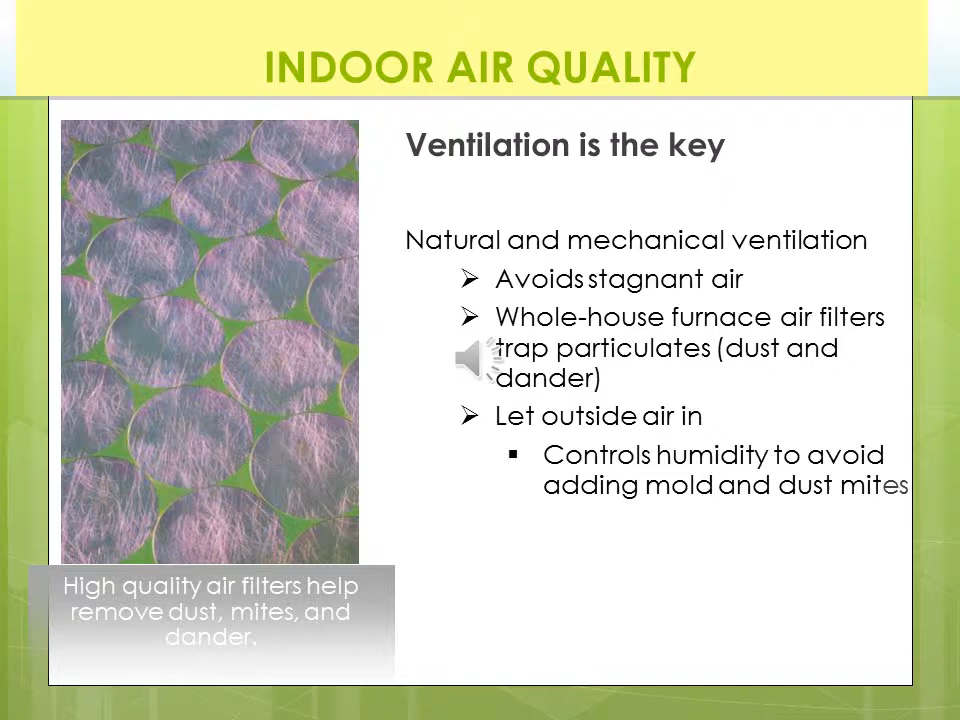 INDOOR AIR QUALITY
Ventilation is the key
Natural and mechanical ventilation
Avoids stagnant air
Whole-house furnace air filters
trap particulates (dust and
dander)
Let outside air in
Controls humidity to avoid
adding mold and dust mites
High quality air filters help
remove dust, mites, and
dander.